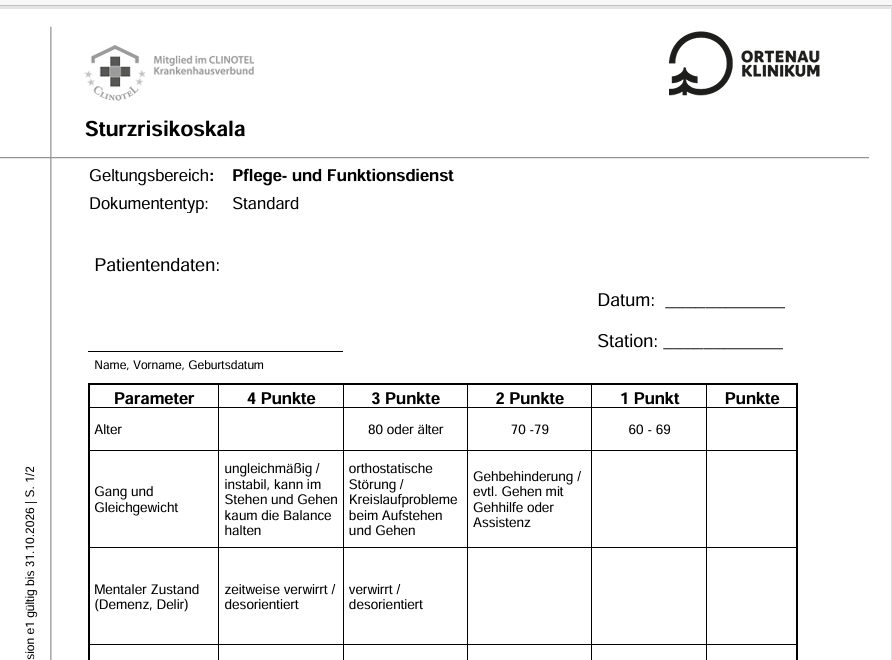 Mitglied im CLINOTEL
Krankenhausverbund
CLINOTEL
ORTENAU
KLINIKUM
Sturzrisikoskala
Geltungsbereich: Pflege- und Funktionsdienst
Dokumententyp: Standard
Patientendaten:
Datum: _____________
Station: _____________
Name, Vorname, Geburtsdatum
Parameter 4 Punkte 3 Punkte 2 Punkte 1 Punkt Punkte
Alter 80 oder älter 70 -79 60 - 69
Gang und
Gleichgewicht
ungleichmäßig /
instabil, kann im
Stehen und Gehen
kaum die Balance
halten
orthostatische
Störung /
Kreislaufprobleme
beim Aufstehen
und Gehen
Gehbehinderung /
evtl. Gehen mit
Gehhilfe oder
Assistenz
Mentaler Zustand
(Demenz, Delir)
zeitweise verwirrt /
desorientiert
verwirrt /
desorientiert
sion e1 gültig bis 31.10.2026 | S. 1/2